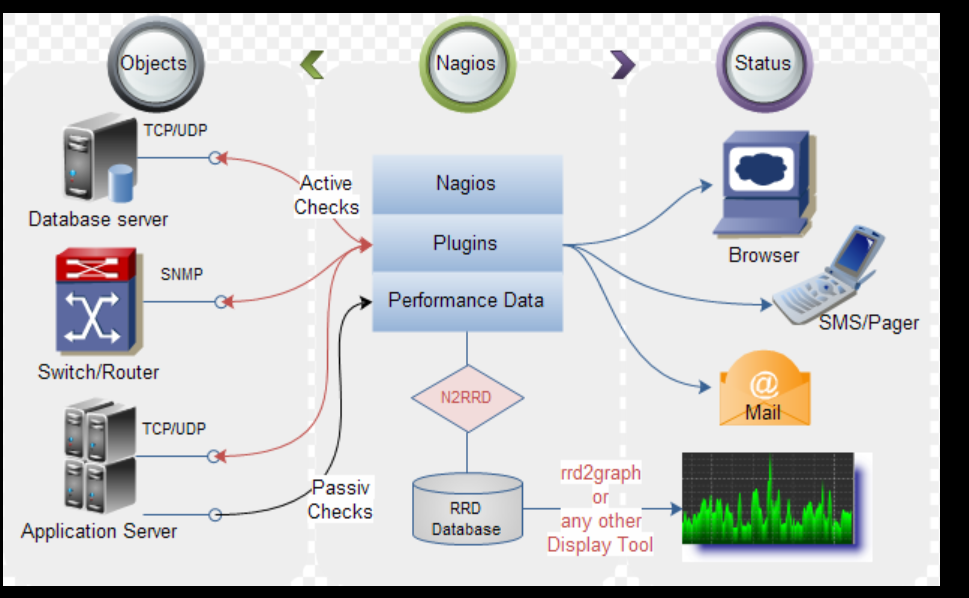 Objects
Nagios
Status
TCP/UDP
Database server
SNMP
Switch/Router
TCP/UDP
Application Server
Active
Checks
Passiv
Checks
Nagios
Plugins
Performance Data
N2RRD
RRD
Database
rrd2graph
or
any other
Display Tool
Browser
SMS/Pager
@
Mail